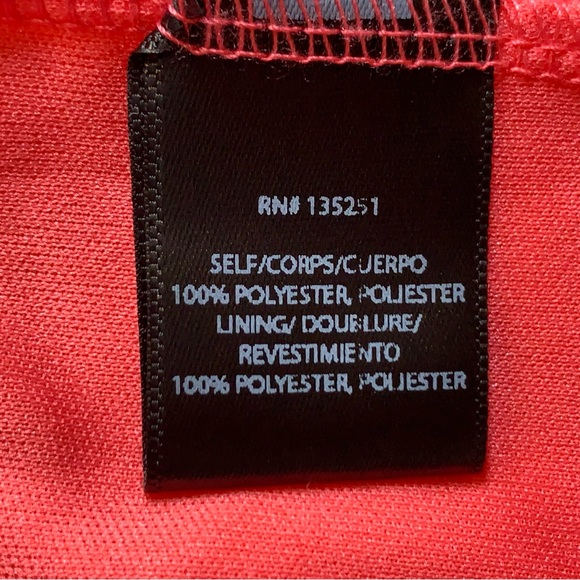 RN# 135251
SELF/CORPS/CUERPO
100% POLYESTER, POLIESTER
LINING/ DOUBLURE/
REVESTIMIENTO
100% POLYESTER, POLIESTER